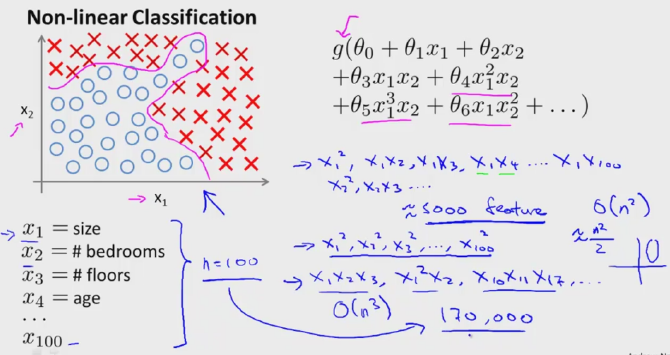 Non-linear Classification
x₂
x₁
g(θ₀ + θ₁x₁ + θ₂x₂
+θ₃x₁x₂ + θ₄x₁²x₂
+θ₅x₁³x₂ + θ₆x₁x₂² + ...)
x₁ = size
x₂ = # bedrooms
x₃ = # floors
x₄ = age
...
x₁₀₀
n=100
→ x₁², x₁x₂, x₁x₃, x₁x₄ .... x₁x₁₀₀
x₂², x₂x₃ ....
≈ 5000 feature
O(n²)
≈ n²/2
→ x₁², x₂², x₃², ..., x₁₀₀²
→ x₁x₂x₃, x₁²x₂, x₁₀x₁₁x₁₇, ...
O(n³)
170,000